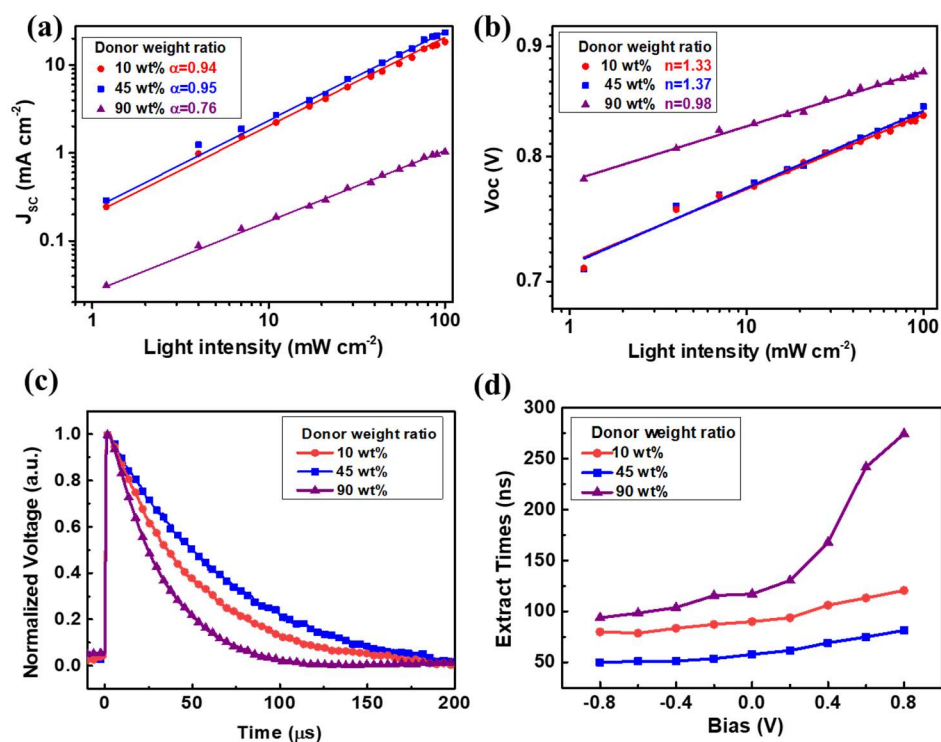 (a)
Donor weight ratio
10 wt% α=0.94
45 wt% α=0.95
90 wt% α=0.76
10
1
0.1
J_SC (mA cm⁻²)
1
10
100
Light intensity (mW cm⁻²)
(b)
Donor weight ratio
10 wt% n=1.33
45 wt% n=1.37
90 wt% n=0.98
0.9
0.8
0.7
Voc (V)
1
10
100
Light intensity (mW cm⁻²)
(c)
Donor weight ratio
10 wt%
45 wt%
90 wt%
1.0
0.8
0.6
0.4
0.2
0.0
Normalized Voltage (a.u.)
0
50
100
150
200
Time (μs)
(d)
Donor weight ratio
10 wt%
45 wt%
90 wt%
300
250
200
150
100
50
Extract Times (ns)
-0.8
-0.4
0.0
0.4
0.8
Bias (V)